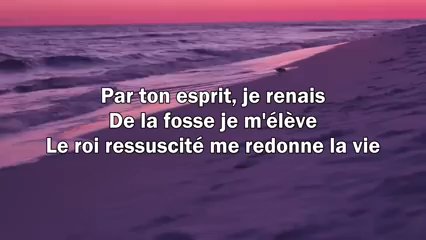 Par ton esprit, je renais
De la fosse je m'élève
Le roi ressuscité me redonne la vie